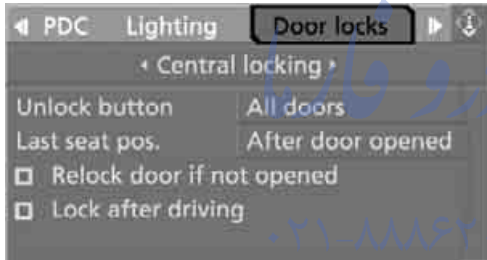 PDC Lighting Door locks
Central locking
Unlock button All doors
Last seat pos. After door opened
Relock door if not opened
Lock after driving